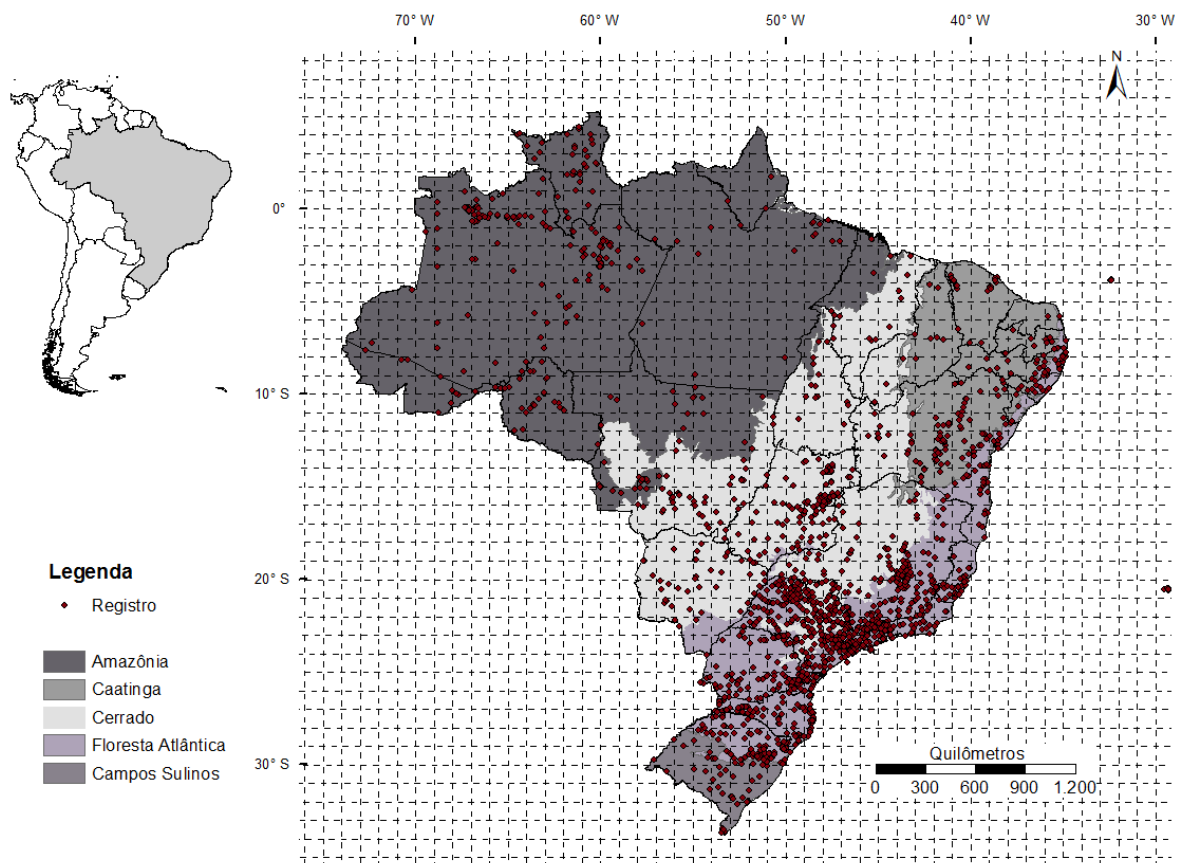 70° W
60° W
50° W
40° W
30° W
N
0°
10° S
20° S
30° S
Legenda
Registro
Amazônia
Caatinga
Cerrado
Floresta Atlântica
Campos Sulinos
Quilômetros
0 300 600 900 1.200